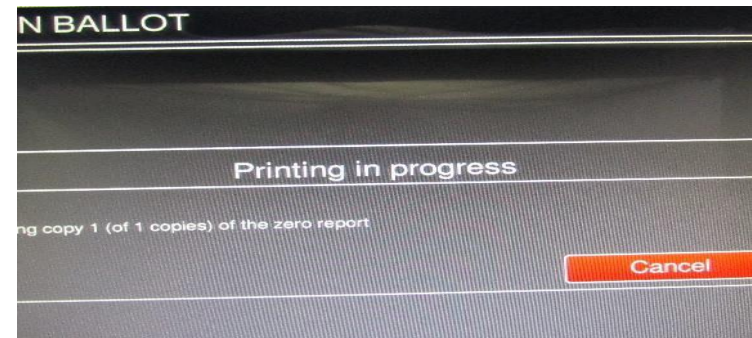 N BALLOT
Printing in progress
ng copy 1 (of 1 copies) of the zero report
Cancel